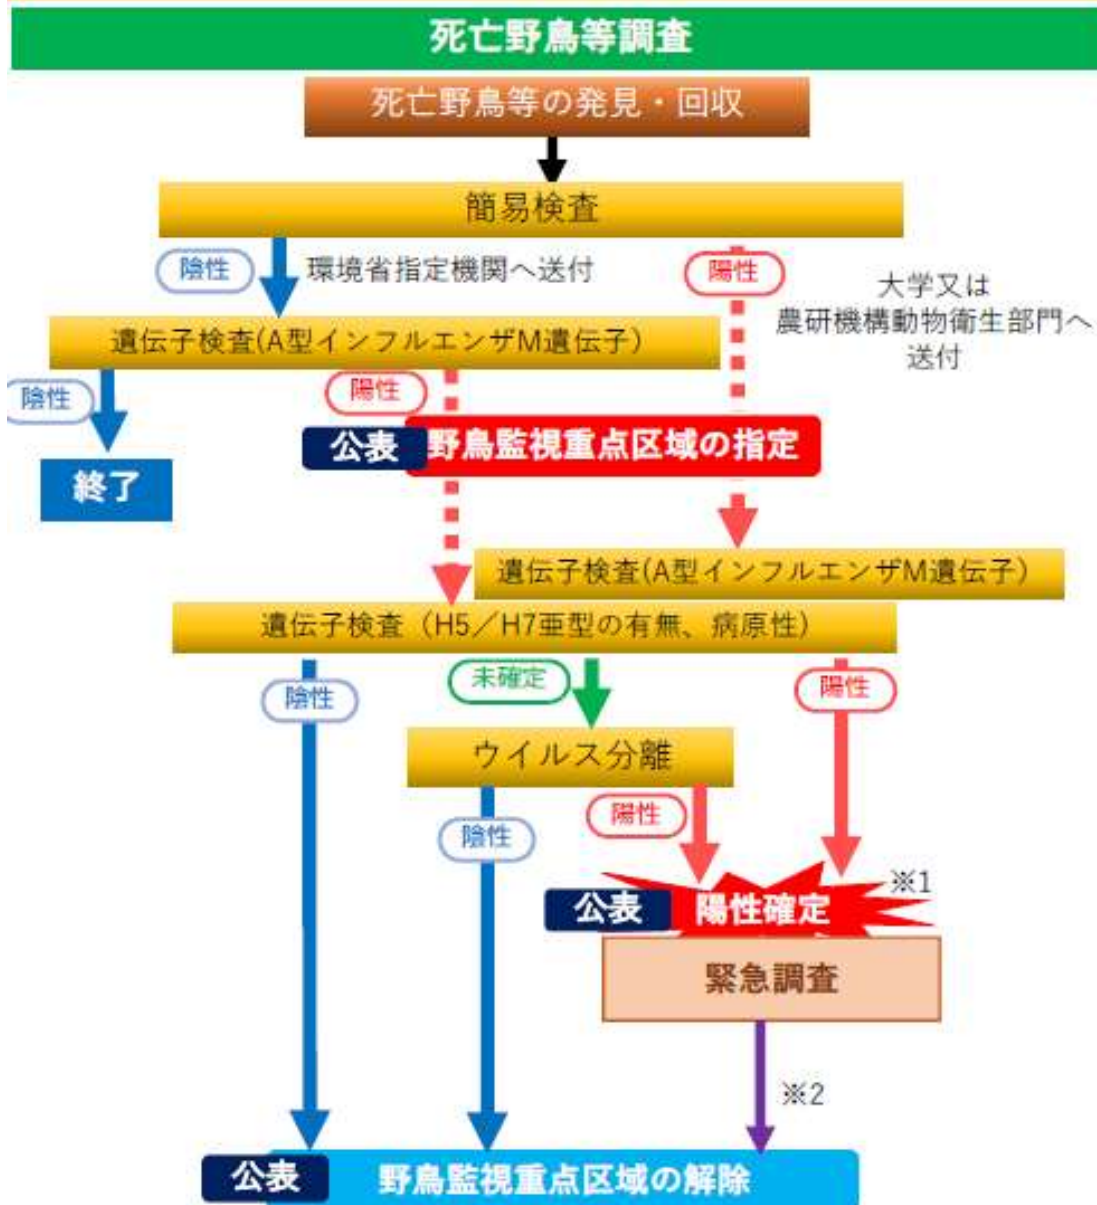 死亡野鳥等調査
死亡野鳥等の発見・回収
簡易検査
陰性
環境省指定機関へ送付
陽性
大学又は
農研機構動物衛生部門へ
送付
遺伝子検査(A型インフルエンザM遺伝子)
陰性
陽性
公表
野鳥監視重点区域の指定
終了
遺伝子検査(A型インフルエンザM遺伝子)
遺伝子検査（H5／H7亜型の有無、病原性）
陰性
未確定
陽性
ウイルス分離
陰性
陽性
公表
陽性確定
※1
緊急調査
※2
公表
野鳥監視重点区域の解除